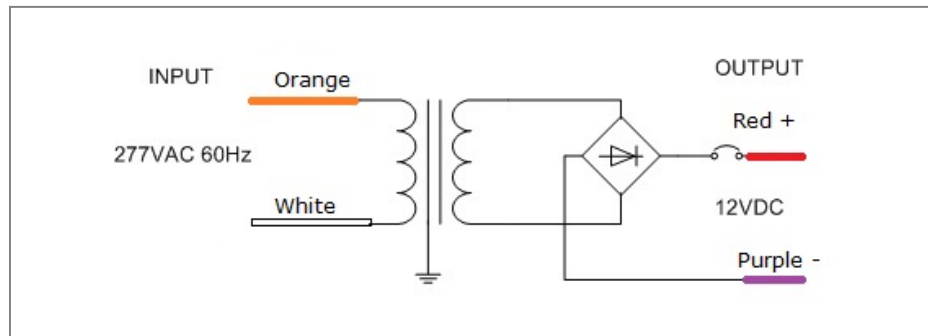 INPUT
Orange
277VAC 60Hz
White
OUTPUT
Red +
12VDC
Purple -